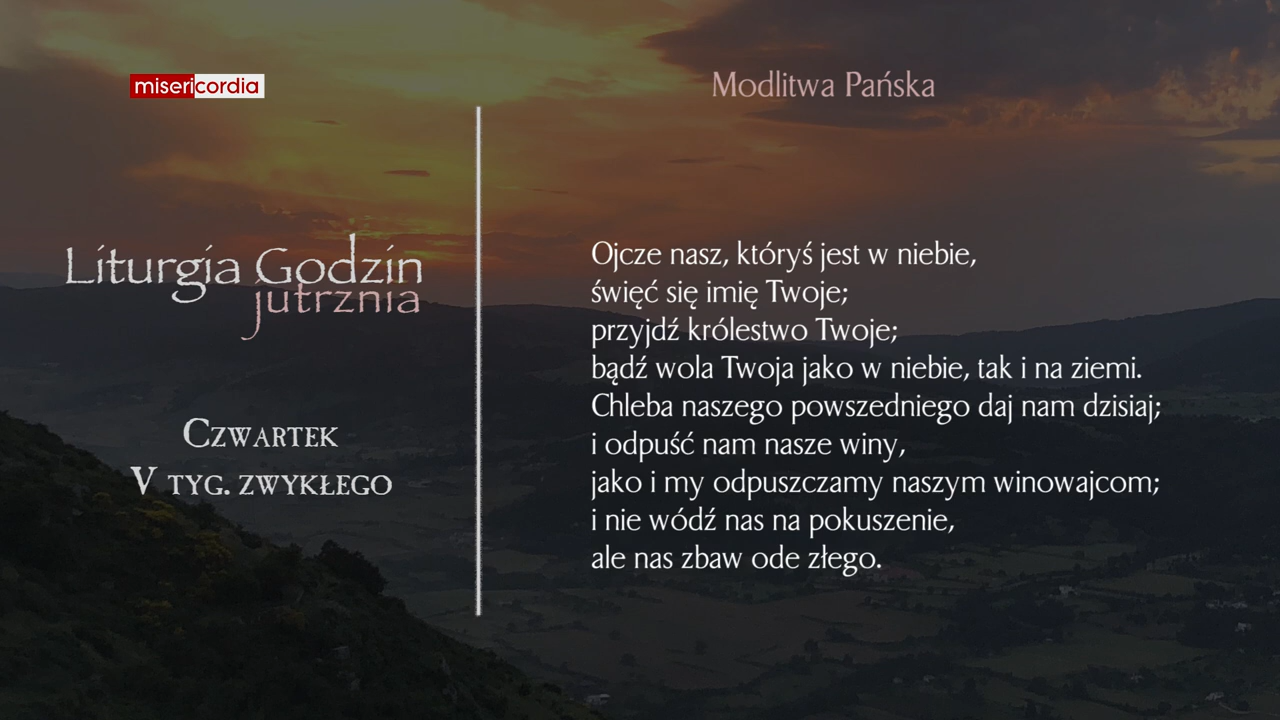 misericordia
Liturgia Godzin
jutrznia
Czwartek
V tyg. zwykłego
Modlitwa Pańska
Ojcze nasz, któryś jest w niebie,
święć się imię Twoje;
przyjdź królestwo Twoje;
bądź wola Twoja jako w niebie, tak i na ziemi.
Chleba naszego powszedniego daj nam dzisiaj;
i odpuść nam nasze winy,
jako i my odpuszczamy naszym winowajcom;
i nie wódź nas na pokuszenie,
ale nas zbaw ode złego.